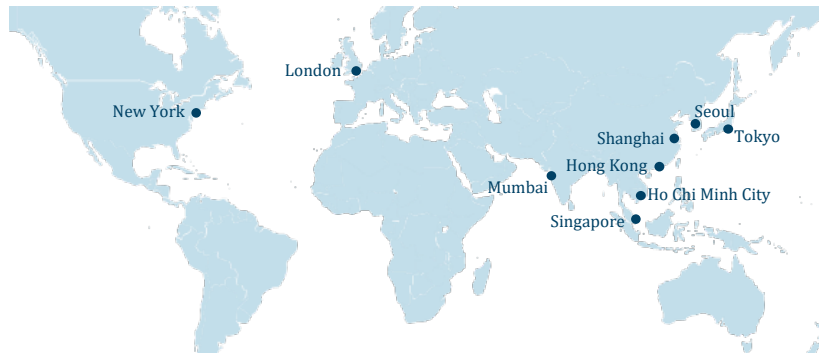 London
New York
Seoul
Shanghai
Tokyo
Hong Kong
Mumbai
Ho Chi Minh City
Singapore